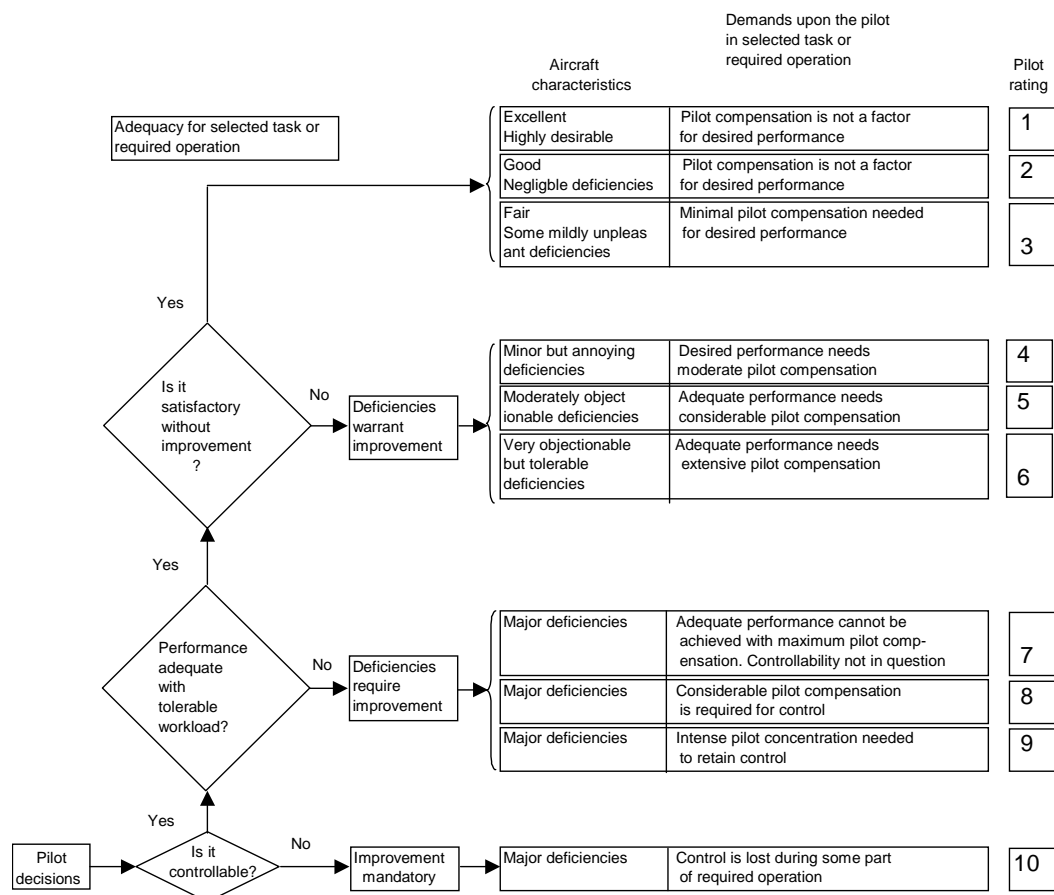 Demands upon the pilot
in selected task or
required operation
Aircraft
characteristics
Pilot
rating
Adequacy for selected task or
required operation
Excellent
Highly desirable
Pilot compensation is not a factor
for desired performance
1
Good
Negligble deficiencies
Pilot compensation is not a factor
for desired performance
2
Fair
Some mildly unpleas
ant deficiencies
Minimal pilot compensation needed
for desired performance
3
Yes
Is it
satisfactory
without
improvement
?
No
Deficiencies
warrant
improvement
Minor but annoying
deficiencies
Desired performance needs
moderate pilot compensation
4
Moderately object
ionable deficiencies
Adequate performance needs
considerable pilot compensation
5
Very objectionable
but tolerable
deficiencies
Adequate performance needs
extensive pilot compensation
6
Yes
Performance
adequate
with
tolerable
workload?
No
Deficiencies
require
improvement
Major deficiencies
Adequate performance cannot be
achieved with maximum pilot comp-
ensation. Controllability not in question
7
Major deficiencies
Considerable pilot compensation
is required for control
8
Major deficiencies
Intense pilot concentration needed
to retain control
9
Yes
Pilot
decisions
Is it
controllable?
No
Improvement
mandatory
Major deficiencies
Control is lost during some part
of required operation
10